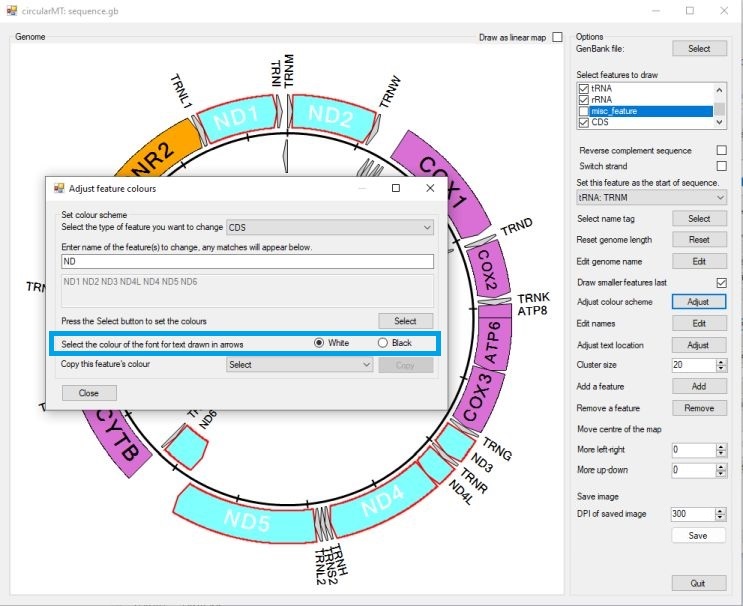 circularMT: sequence.gb
Genome
Draw as linear map
TRNL1
TRNI
TRNM
TRNW
ND1
ND2
NR2
COX1
TRND
COX2
TRNK
ATP8
ATP6
COX3
TRNG
ND3
TRNR
ND4L
ND4
TRNH
TRNS2
TRNL2
ND5
ND6
CYTB
Adjust feature colours
Set colour scheme
Select the type of feature you want to change CDS
Enter name of the feature(s) to change, any matches will appear below.
ND
ND1 ND2 ND3 ND4L ND4 ND5 ND6
Press the Select button to set the colours Select
Select the colour of the font for text drawn in arrows White Black
Copy this feature's colour Select Copy
Close
Options
GenBank file: Select
Select features to draw
tRNA
rRNA
misc_feature
CDS
Reverse complement sequence
Switch strand
Set this feature as the start of sequence.
tRNA: TRNM
Select name tag Select
Reset genome length Reset
Edit genome name Edit
Draw smaller features last
Adjust colour scheme Adjust
Edit names Edit
Adjust text location Adjust
Cluster size 20
Add a feature Add
Remove a feature Remove
Move centre of the map
More left-right 0
More up-down 0
Save image
DPI of saved image 300
Save
Quit